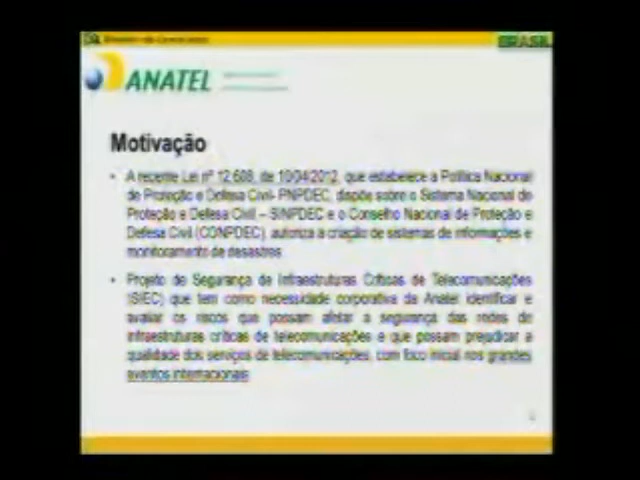 BRASIL
ANATEL
Motivação
• A recente Lei nº 12.608, de 10/04/2012, que estabelece a Política Nacional
de Proteção e Defesa Civil- PNPDEC, dispõe sobre o Sistema Nacional de
Proteção e Defesa Civil – SINPDEC e o Conselho Nacional de Proteção e
Defesa Civil (CONPDEC), autoriza a criação de sistemas de informações e
monitoramento de desastres
• Projeto de Segurança de Infraestruturas Críticas de Telecomunicações
(SIEC) que tem como necessidade corporativa da Anatel identificar e
avaliar os riscos que possam afetar a segurança das redes de
infraestruturas críticas de telecomunicações e que possam prejudicar a
qualidade dos serviços de telecomunicações, com foco inicial nos grandes
eventos internacionais